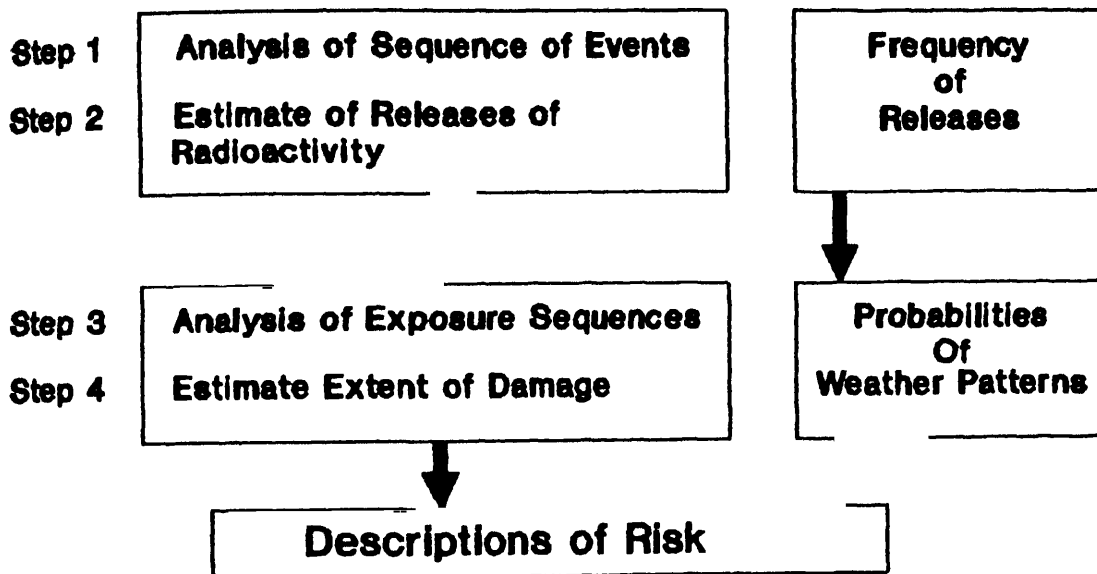 Step 1 Analysis of Sequence of Events
Step 2 Estimate of Releases of
Radioactivity
Frequency
of
Releases
Step 3 Analysis of Exposure Sequences
Step 4 Estimate Extent of Damage
Probabilities
Of
Weather Patterns
Descriptions of Risk